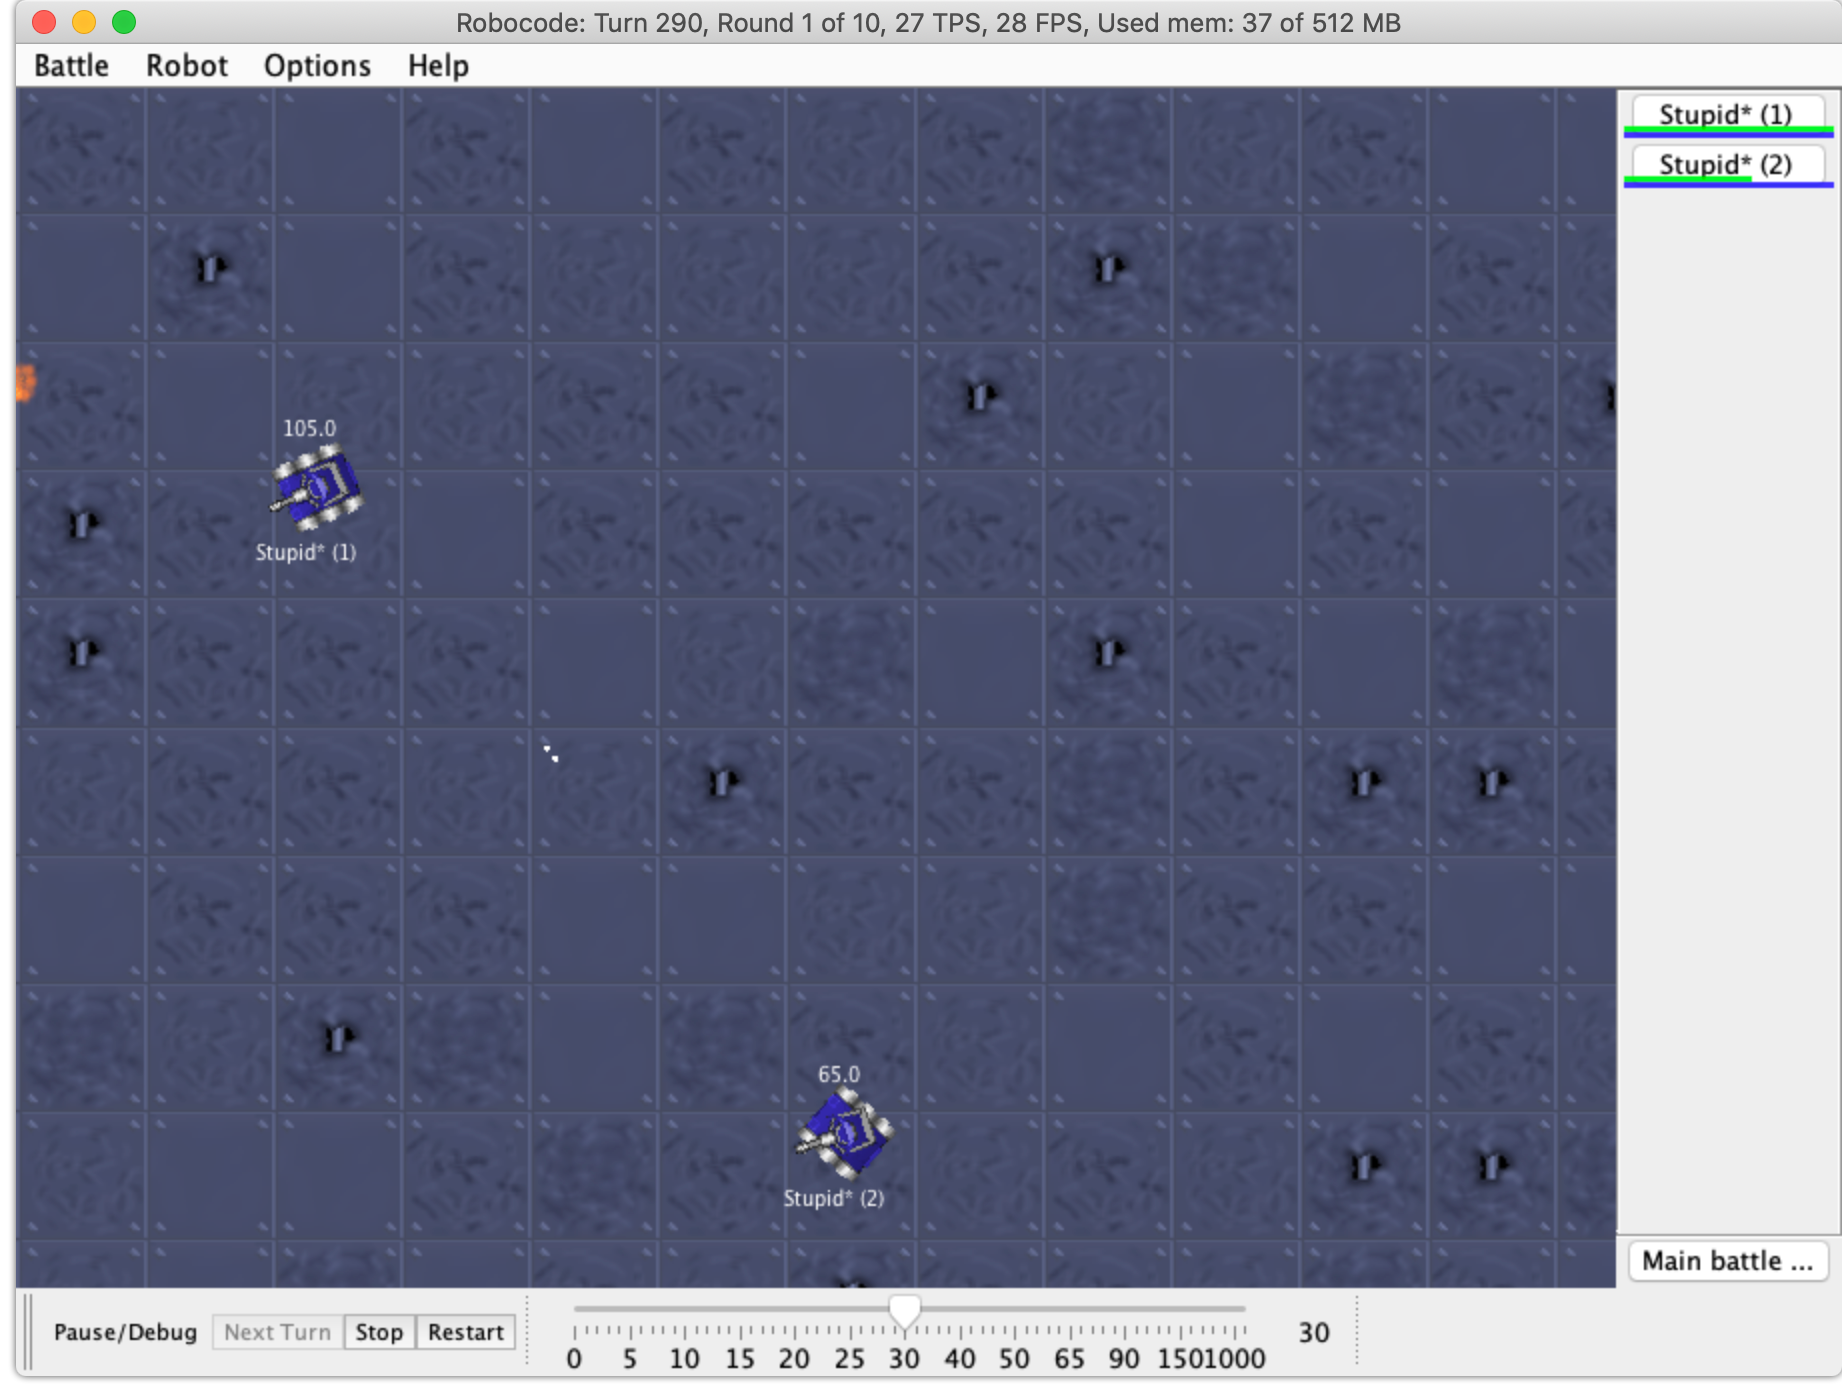 Robocode: Turn 290, Round 1 of 10, 27 TPS, 28 FPS, Used mem: 37 of 512 MB
Battle Robot Options Help
Stupid* (1)
Stupid* (2)
105.0
Stupid* (1)
65.0
Stupid* (2)
Main battle ...
Pause/Debug Next Turn Stop Restart 30
0 5 10 15 20 25 30 40 50 65 90 150 1000